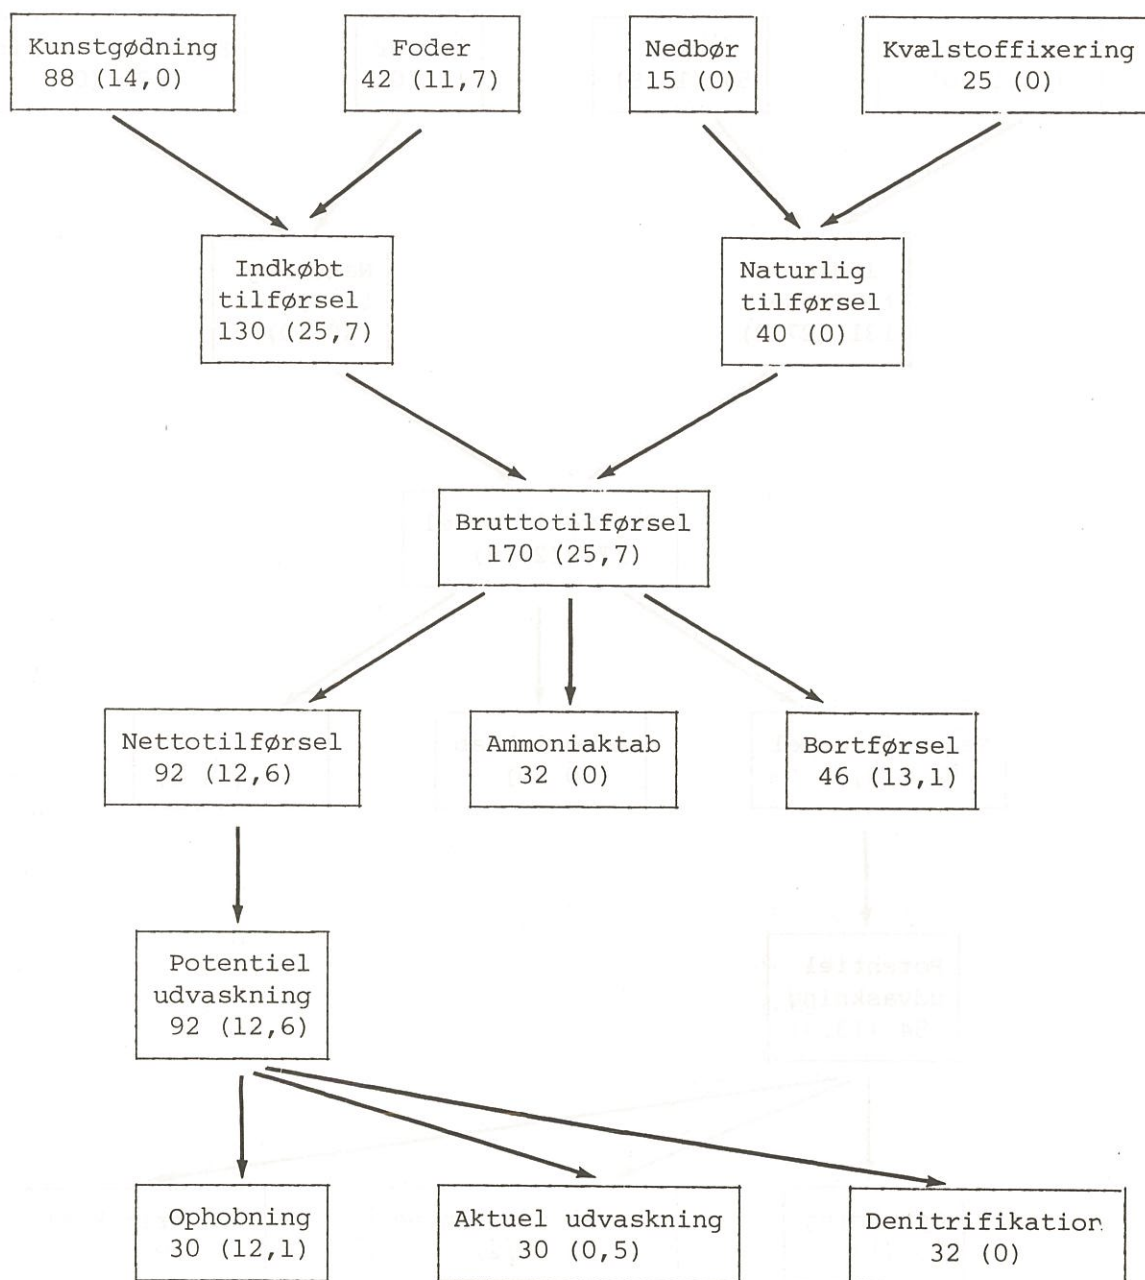 Kunstgødning
88 (14,0)
Foder
42 (11,7)
Nedbør
15 (0)
Kvælstoffixering
25 (0)
Indkøbt
tilførsel
130 (25,7)
Naturlig
tilførsel
40 (0)
Bruttotilførsel
170 (25,7)
Nettotilførsel
92 (12,6)
Ammoniaktab
32 (0)
Bortførsel
46 (13,1)
Potentiel
udvaskning
92 (12,6)
Ophobning
30 (12,1)
Aktuel udvaskning
30 (0,5)
Denitrifikation
32 (0)